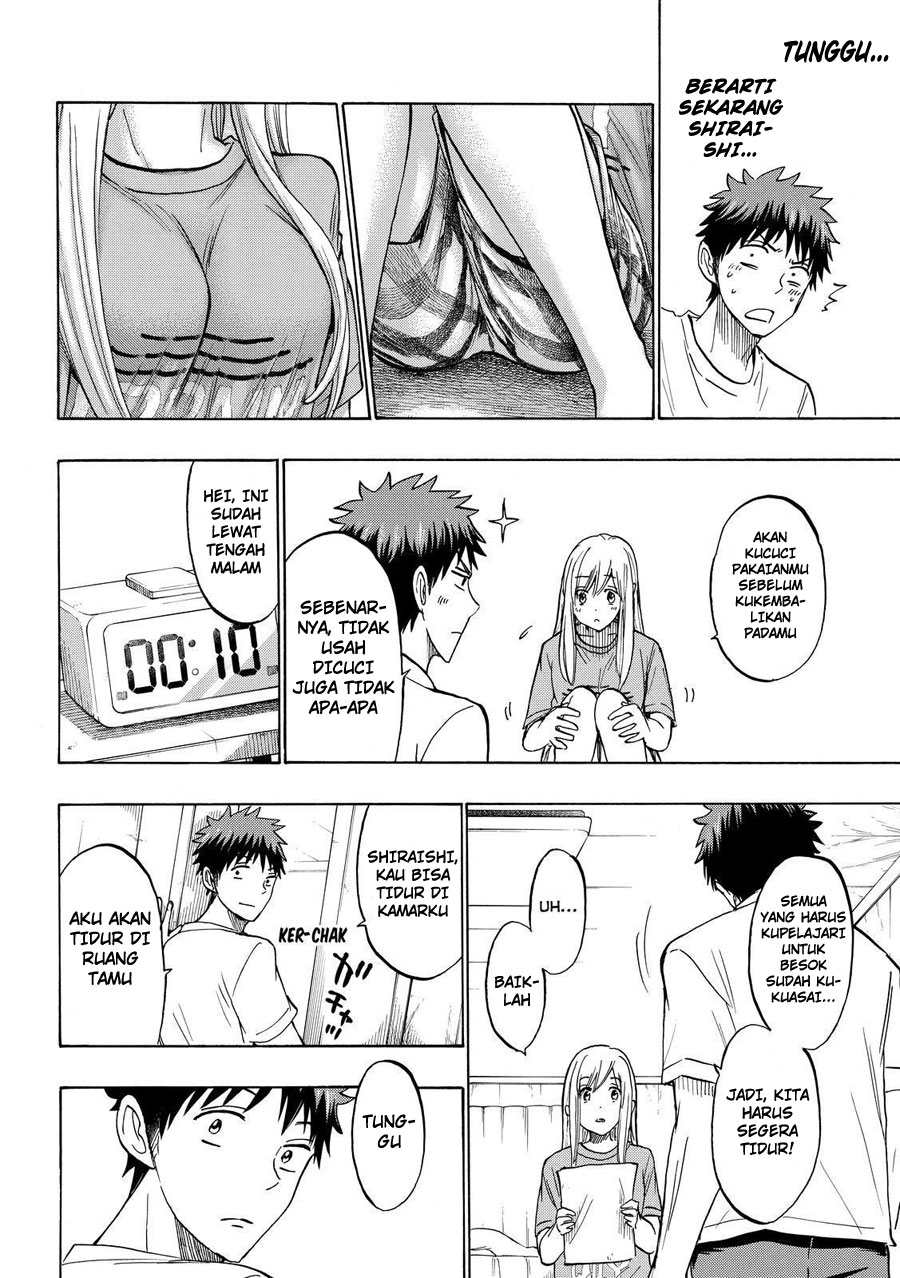 TUNGGU...
BERARTI
SEKARANG
SHIRAI-
SHI...
AKAN
KUCUCI
PAKAIANMU
SEBELUM
KUKEMBA-
LIKAN
PADAMU
SEBENAR-
NYA, TIDAK
USAH
DICUCI
JUGA TIDAK
APA-APA
HEI, INI
SUDAH
LEWAT
TENGAH
MALAM
00:10
SEMUA
YANG HARUS
KUPELAJARI
UNTUK
BESOK
SUDAH KU-
KUASAI...
JADI, KITA
HARUS
SEGERA
TIDUR!
UH...
BAIK-
LAH
SHIRAISHI,
KAU BISA
TIDUR DI
KAMARKU
KER-CHAK
ガチャ
AKU AKAN
TIDUR DI
RUANG
TAMU
TUNG-
GU